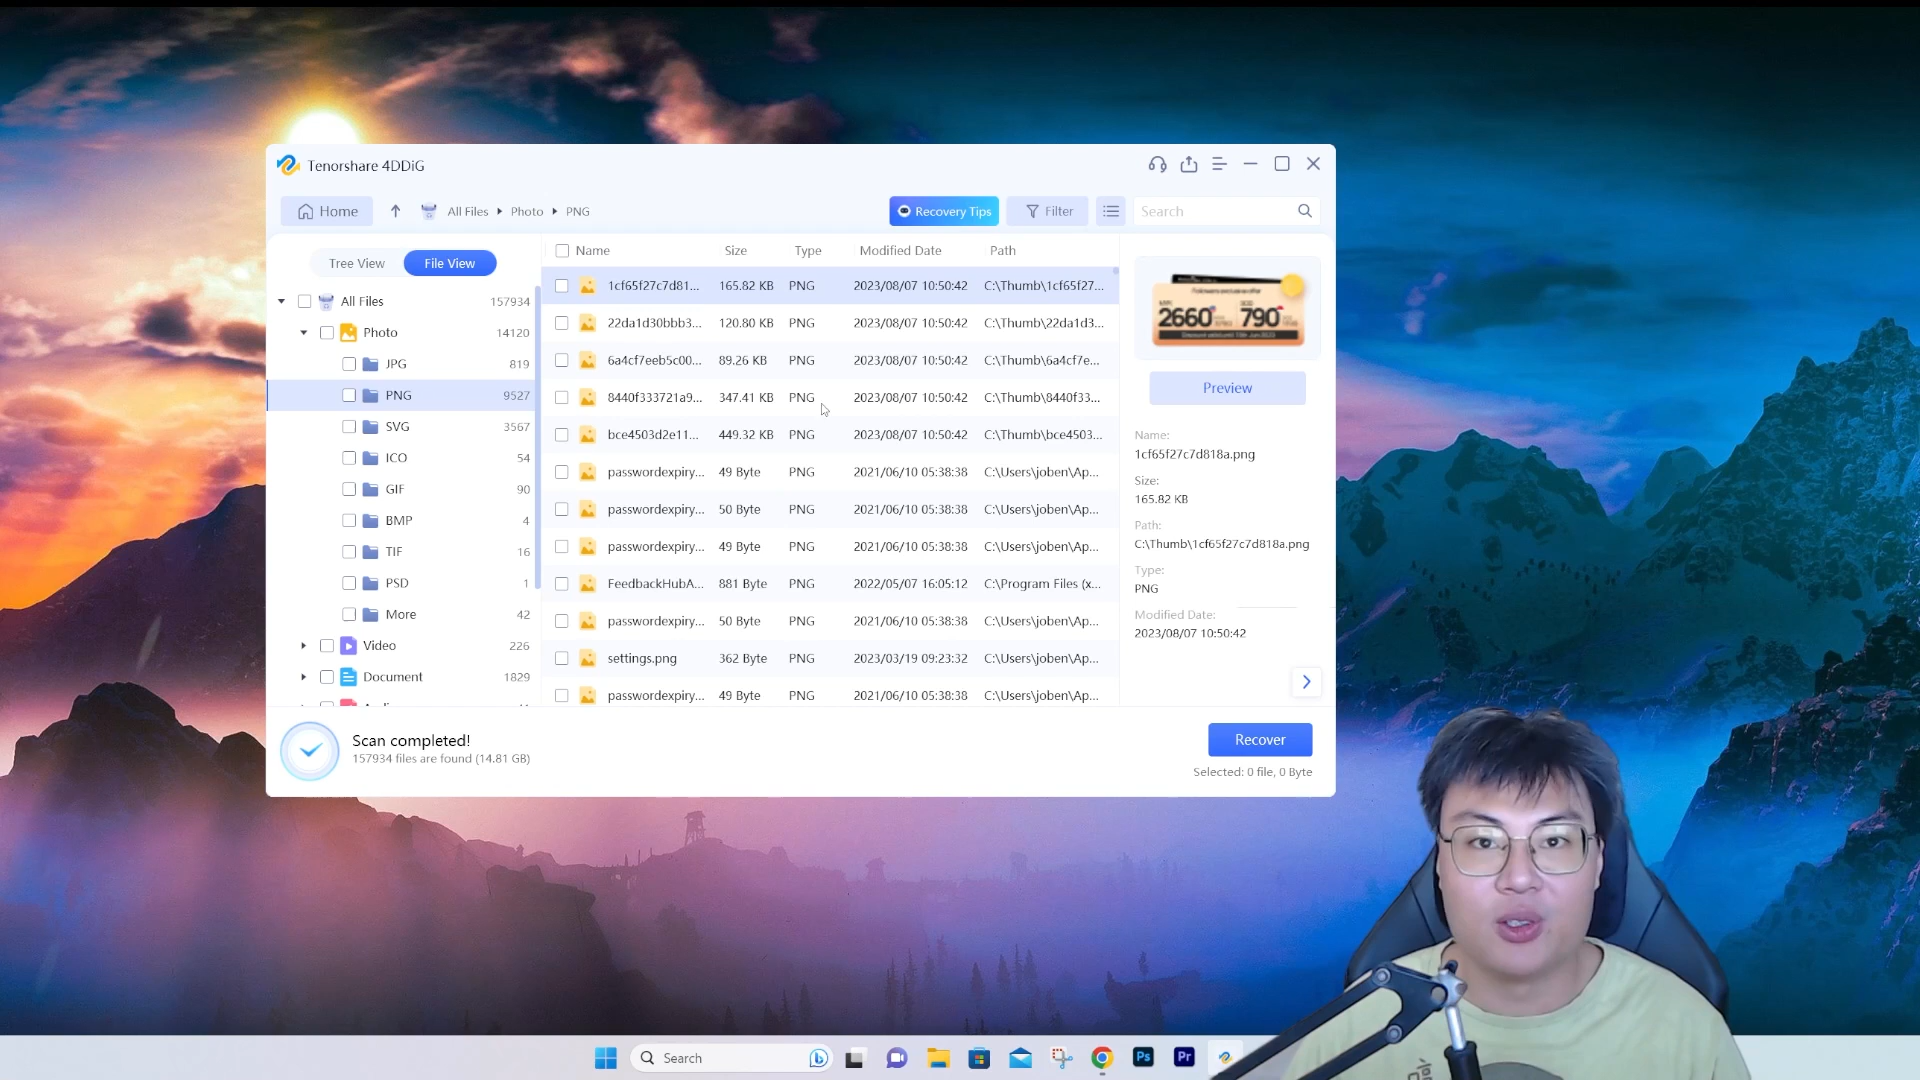 Tenorshare 4DDiG
Home
All Files
Photo
PNG
Recovery Tips
Filter
Search
Tree View
File View
Name
Size
Type
Modified Date
Path
All Files 157934
Photo 14120
JPG 819
PNG 9527
SVG 3567
ICO 54
GIF 90
BMP 4
TIF 16
PSD 1
More 42
Video 226
Document 1829
1cf65f27c7d81... 165.82 KB PNG 2023/08/07 10:50:42 C:\Thumb\1cf65f27...
22da1d30bbb3... 120.80 KB PNG 2023/08/07 10:50:42 C:\Thumb\22da1d3...
6a4cf7eeb5c00... 89.26 KB PNG 2023/08/07 10:50:42 C:\Thumb\6a4cf7e...
8440f333721a9... 347.41 KB PNG 2023/08/07 10:50:42 C:\Thumb\8440f33...
bce4503d2e11... 449.32 KB PNG 2023/08/07 10:50:42 C:\Thumb\bce4503...
passwordexpiry... 49 Byte PNG 2021/06/10 05:38:38 C:\Users\joben\Ap...
passwordexpiry... 50 Byte PNG 2021/06/10 05:38:38 C:\Users\joben\Ap...
passwordexpiry... 49 Byte PNG 2021/06/10 05:38:38 C:\Users\joben\Ap...
FeedbackHubA... 881 Byte PNG 2022/05/07 16:05:12 C:\Program Files (x...
passwordexpiry... 50 Byte PNG 2021/06/10 05:38:38 C:\Users\joben\Ap...
settings.png 362 Byte PNG 2023/03/19 09:23:32 C:\Users\joben\Ap...
passwordexpiry... 49 Byte PNG 2021/06/10 05:38:38 C:\Users\joben\Ap...
2660 790
Preview
Name:
1cf65f27c7d818a.png
Size:
165.82 KB
Path:
C:\Thumb\1cf65f27c7d818a.png
Type:
PNG
Modified Date:
2023/08/07 10:50:42
Scan completed!
157934 files are found (14.81 GB)
Recover
Selected: 0 file, 0 Byte
Search
Ps
Pr